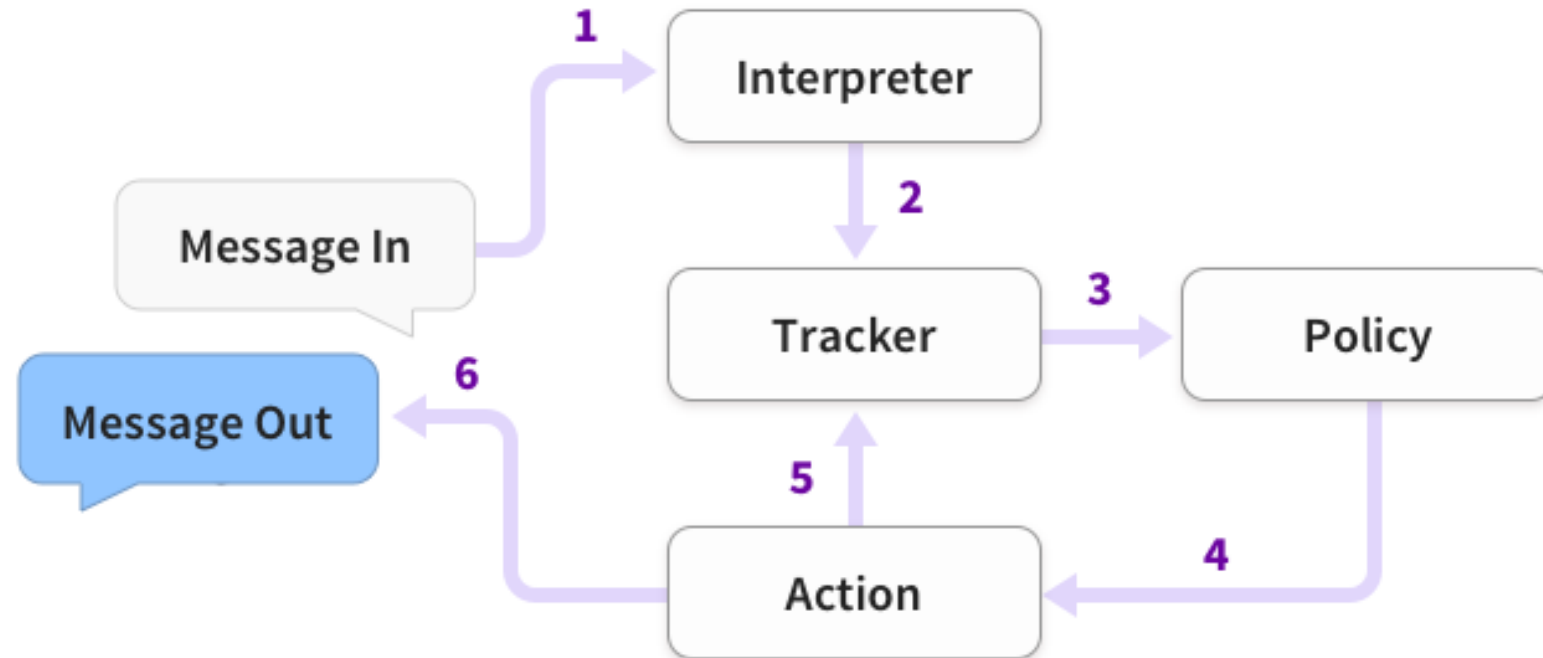 1
Interpreter
2
Message In
3
Tracker
Policy
6
Message Out
5
4
Action